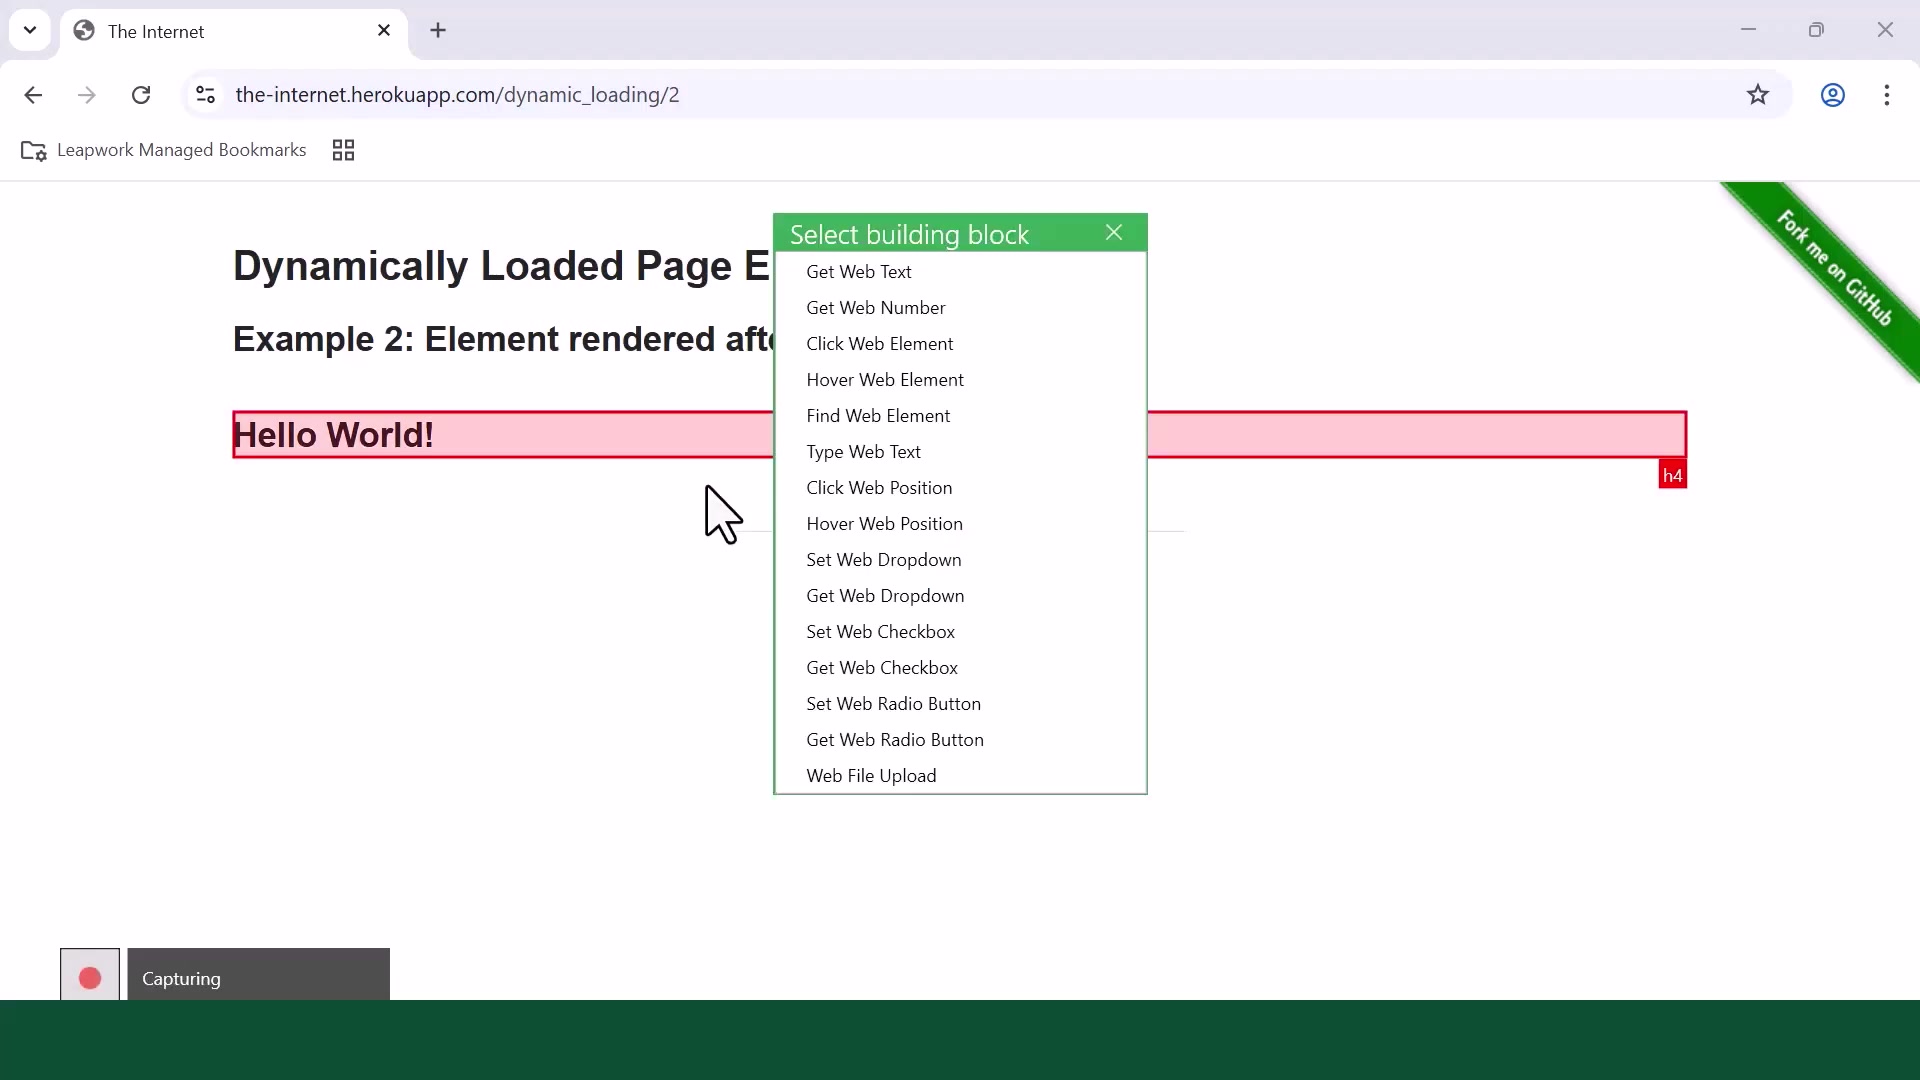 The Internet
the-internet.herokuapp.com/dynamic_loading/2
Leapwork Managed Bookmarks
Fork me on GitHub
Dynamically Loaded Page E
Example 2: Element rendered afte
Hello World!
h4
Select building block
Get Web Text
Get Web Number
Click Web Element
Hover Web Element
Find Web Element
Type Web Text
Click Web Position
Hover Web Position
Set Web Dropdown
Get Web Dropdown
Set Web Checkbox
Get Web Checkbox
Set Web Radio Button
Get Web Radio Button
Web File Upload
Capturing